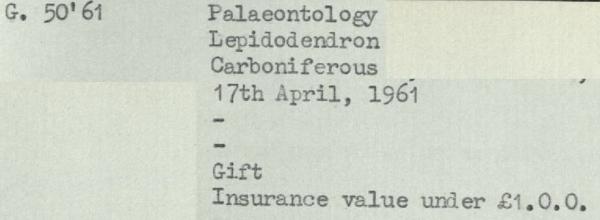 G. 50'61 Palaeontology
Lepidodendron
Carboniferous
17th April, 1961
-
-
Gift
Insurance value under £1.0.0.